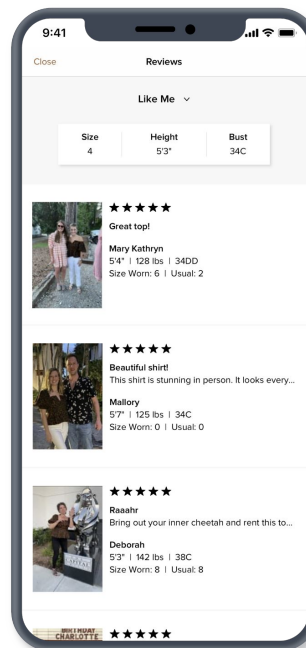 9:41
Close
Reviews
Like Me
Size
Height
Bust
4
5'3"
34C
Great top!
Mary Kathryn
5'4" | 128 lbs | 34DD
Size Worn: 6 | Usual: 2
Beautiful shirt!
This shirt is stunning in person. It looks every...
Mallory
5'7" | 125 lbs | 34C
Size Worn: 0 | Usual: 0
Raaahr
Bring out your inner cheetah and rent this to...
Deborah
5'3" | 142 lbs | 38C
Size Worn: 8 | Usual: 8
CAPITAL
BIRTHDAY
CHARLOTTE